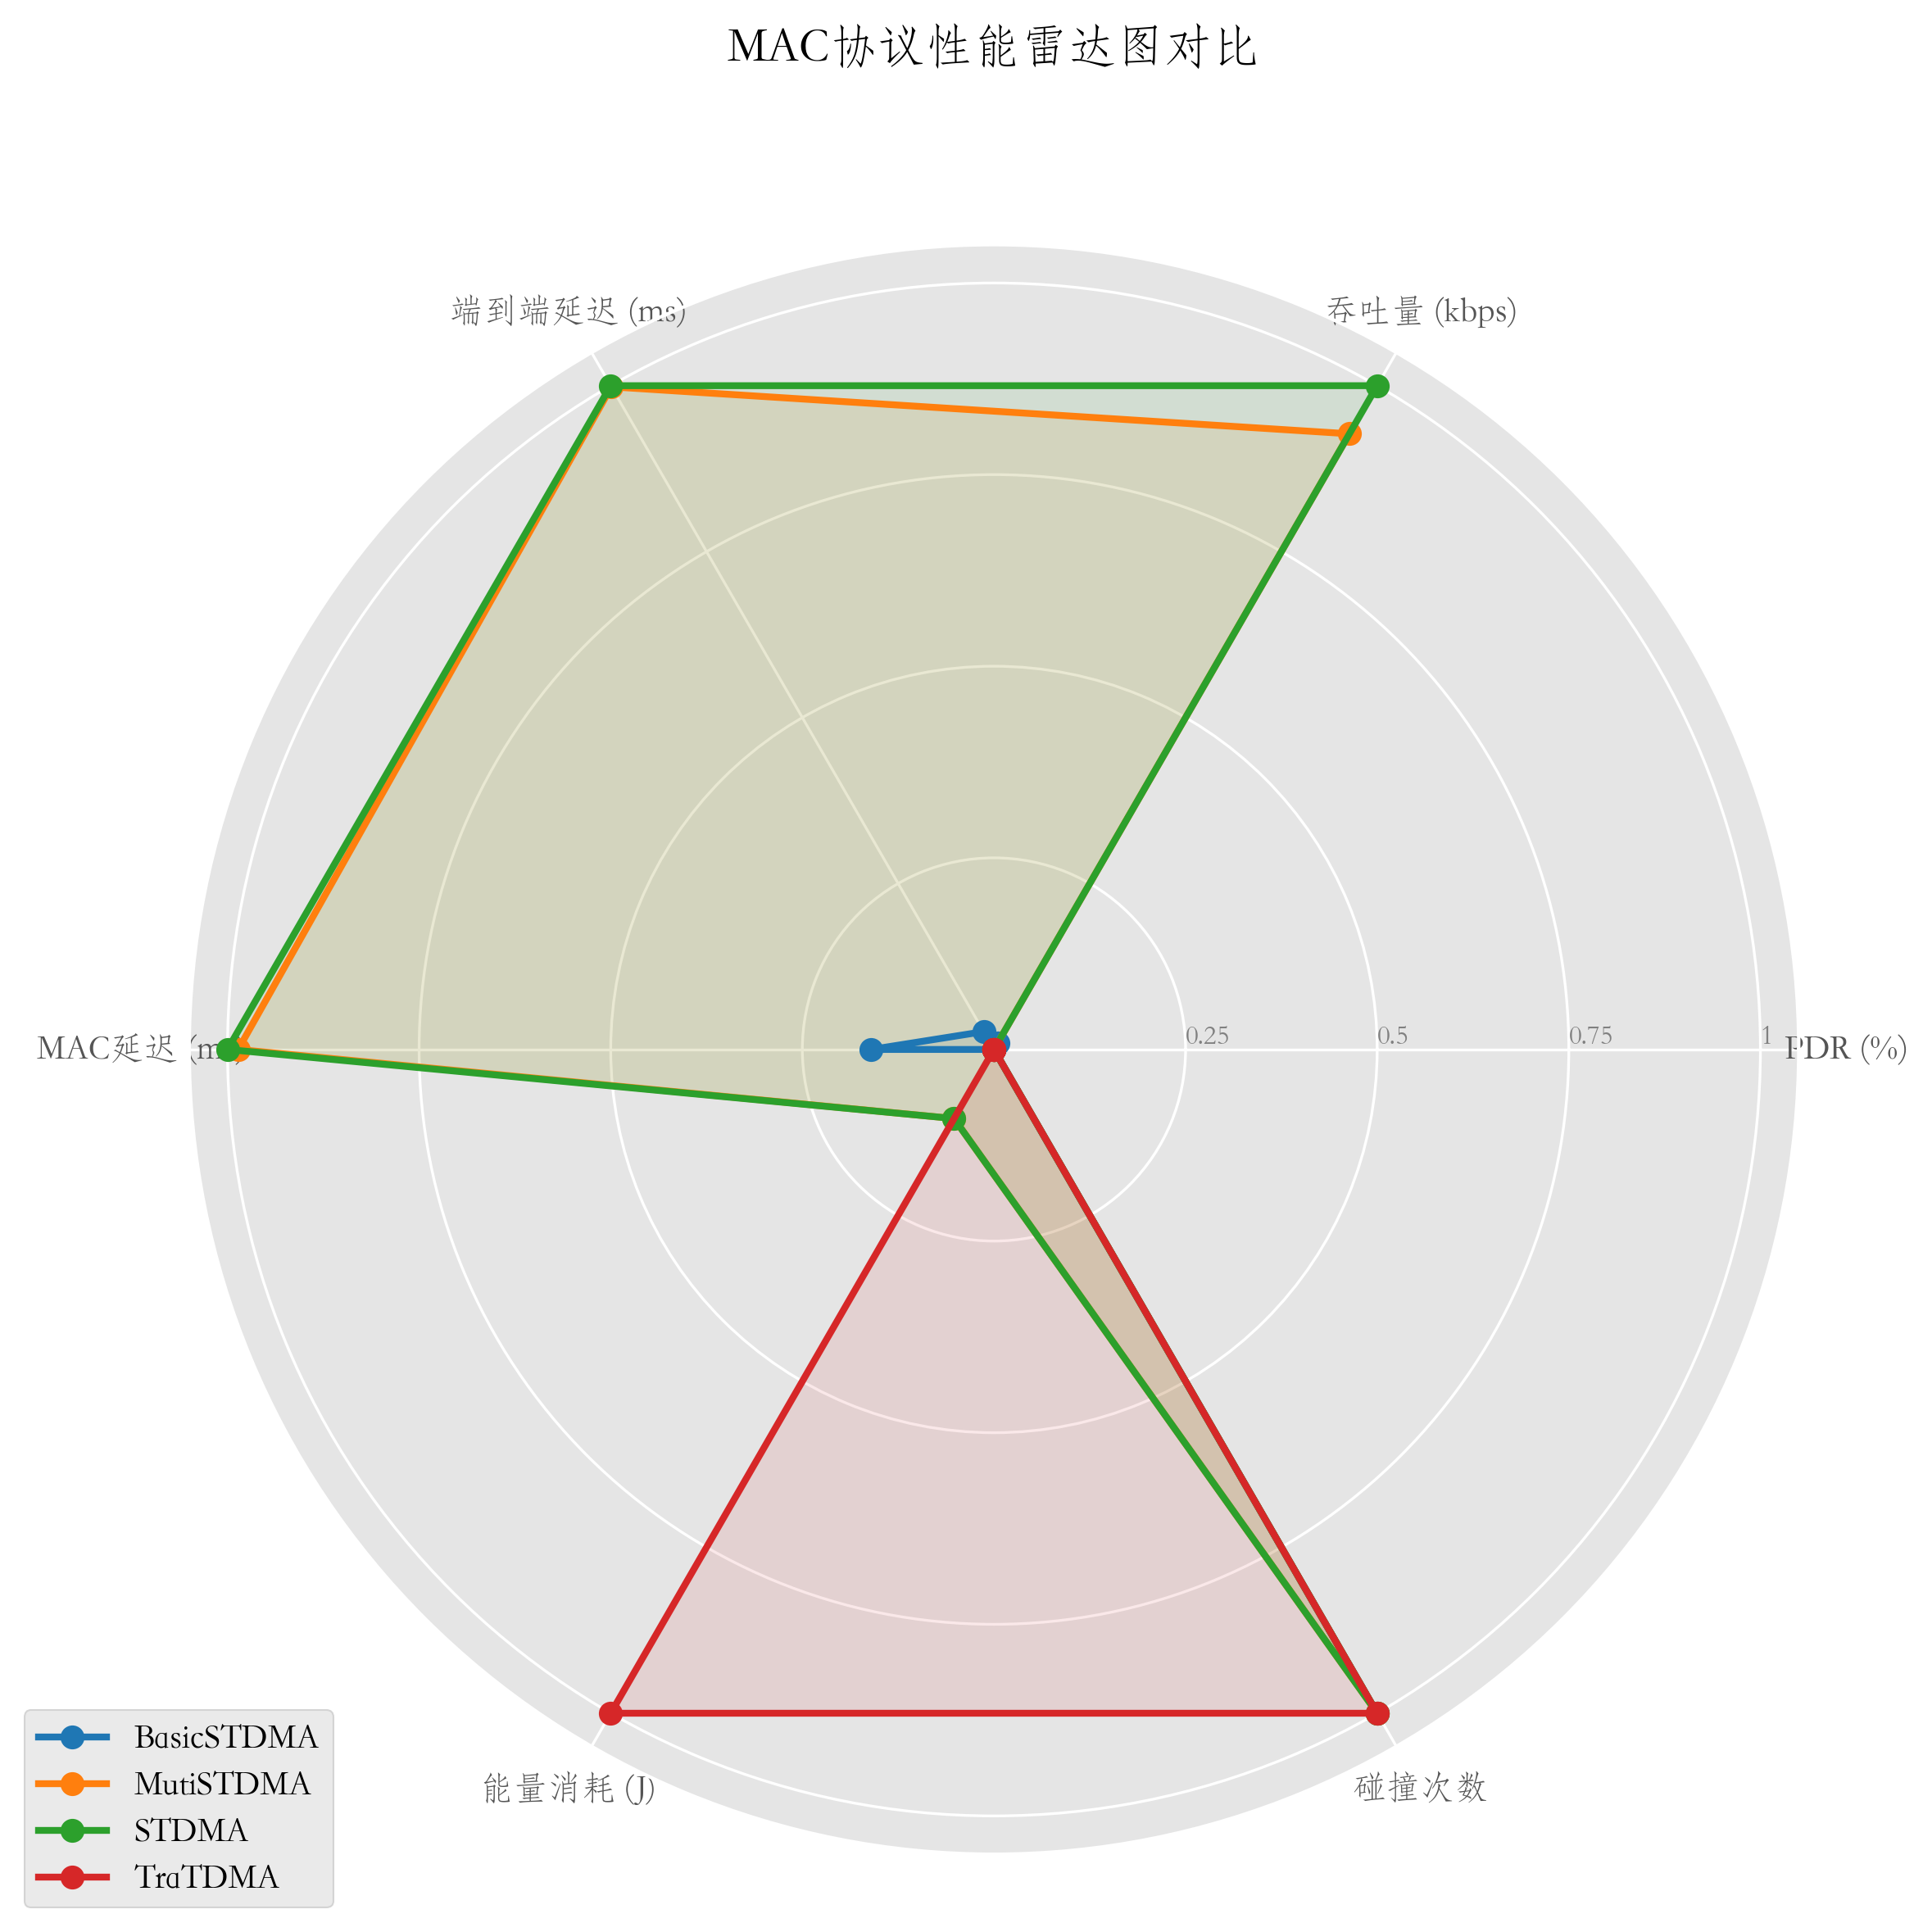 MAC协议性能雷达图对比
端到端延迟 (ms)
吞吐量 (kbps)
0.25
0.5
0.75
1
PDR (%)
MAC延迟 (m
能量消耗 (J)
碰撞次数
BasicSTDMA
MutiSTDMA
STDMA
TraTDMA